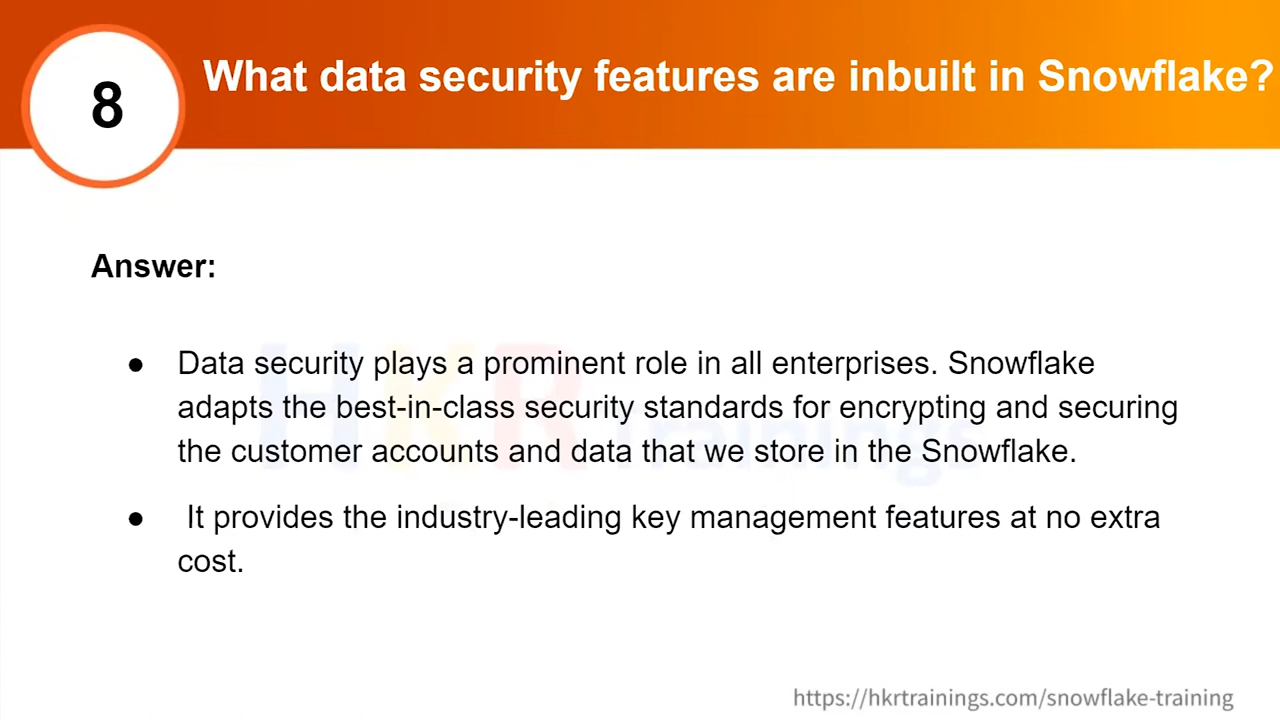 8
What data security features are inbuilt in Snowflake?
Answer:
● Data security plays a prominent role in all enterprises. Snowflake
adapts the best-in-class security standards for encrypting and securing
the customer accounts and data that we store in the Snowflake.
● It provides the industry-leading key management features at no extra
cost.
HKR Trainings
https://hkrtrainings.com/snowflake-training